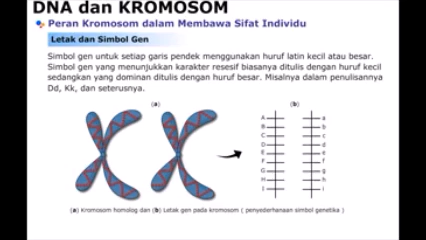 DNA dan KROMOSOM
Peran Kromosom dalam Membawa Sifat Individu
Letak dan Simbol Gen
Simbol gen untuk setiap garis pendek menggunakan huruf latin kecil atau besar.
Simbol gen yang menunjukkan karakter resesif biasanya ditulis dengan huruf kecil
sedangkan yang dominan ditulis dengan huruf besar. Misalnya dalam penulisannya
Dd, Kk, dan seterusnya.
(a) (b)
A a
B b
C c
D d
E e
F f
G g
H h
I i
(a) Kromosom homolog dan (b) Letak gen pada kromosom ( penyederhanaan simbol genetika )